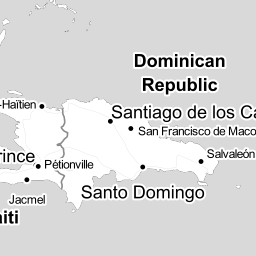 Dominican
Republic
-Haïtien
Santiago de los Ca
San Francisco de Maco
rince
Pétionville
Salvaleón
Santo Domingo
Jacmel
iti